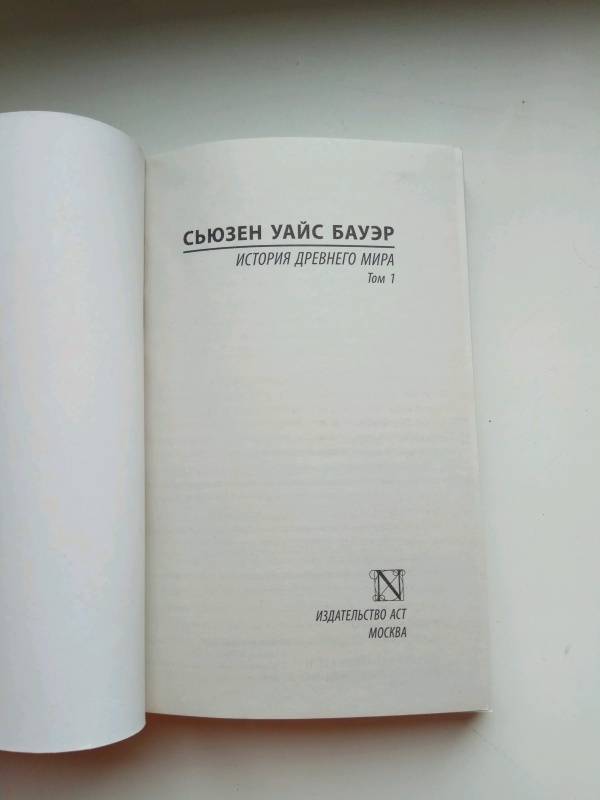 СЬЮЗЕН УАЙС БАУЭР
ИСТОРИЯ ДРЕВНЕГО МИРА
Том 1
N
ИЗДАТЕЛЬСТВО АСТ
МОСКВА